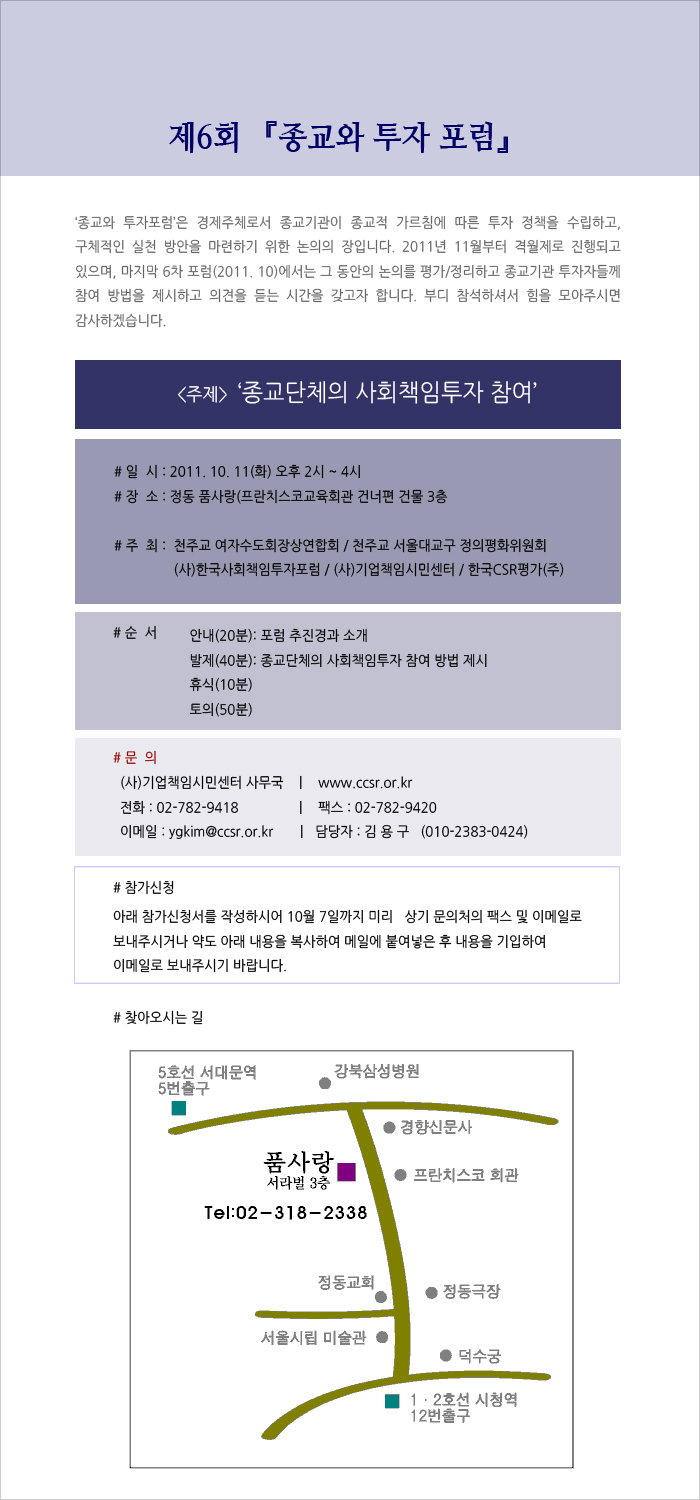 제6회 『종교와 투자 포럼』
‘종교와 투자포럼’은 경제주체로서 종교기관이 종교적 가르침에 따른 투자 정책을 수립하고,
구체적인 실천 방안을 마련하기 위한 논의의 장입니다. 2011년 11월부터 격월제로 진행되고
있으며, 마지막 6차 포럼(2011. 10)에서는 그 동안의 논의를 평가/정리하고 종교기관 투자자들께
참여 방법을 제시하고 의견을 듣는 시간을 갖고자 합니다. 부디 참석하셔서 힘을 모아주시면
감사하겠습니다.
<주제> ‘종교단체의 사회책임투자 참여’
# 일 시 : 2011. 10. 11(화) 오후 2시 ~ 4시
# 장 소 : 정동 품사랑(프란치스코교육회관 건너편 건물 3층
# 주 최 : 천주교 여자수도회장상연합회 / 천주교 서울대교구 정의평화위원회
(사)한국사회책임투자포럼 / (사)기업책임시민센터 / 한국CSR평가(주)
# 순 서 안내(20분): 포럼 추진경과 소개
발제(40분): 종교단체의 사회책임투자 참여 방법 제시
휴식(10분)
토의(50분)
# 문 의
(사)기업책임시민센터 사무국 | www.ccsr.or.kr
전화 : 02-782-9418 | 팩스 : 02-782-9420
이메일 : ygkim@ccsr.or.kr | 담당자 : 김 용 구 (010-2383-0424)
# 참가신청
아래 참가신청서를 작성하시어 10월 7일까지 미리 상기 문의처의 팩스 및 이메일로
보내주시거나 약도 아래 내용을 복사하여 메일에 붙여넣은 후 내용을 기입하여
이메일로 보내주시기 바랍니다.
# 찾아오시는 길
5호선 서대문역
5번출구
강북삼성병원
경향신문사
품사랑
서라벌 3층
프란치스코 회관
Tel:02-318-2338
정동교회
정동극장
서울시립 미술관
덕수궁
1 · 2호선 시청역
12번출구